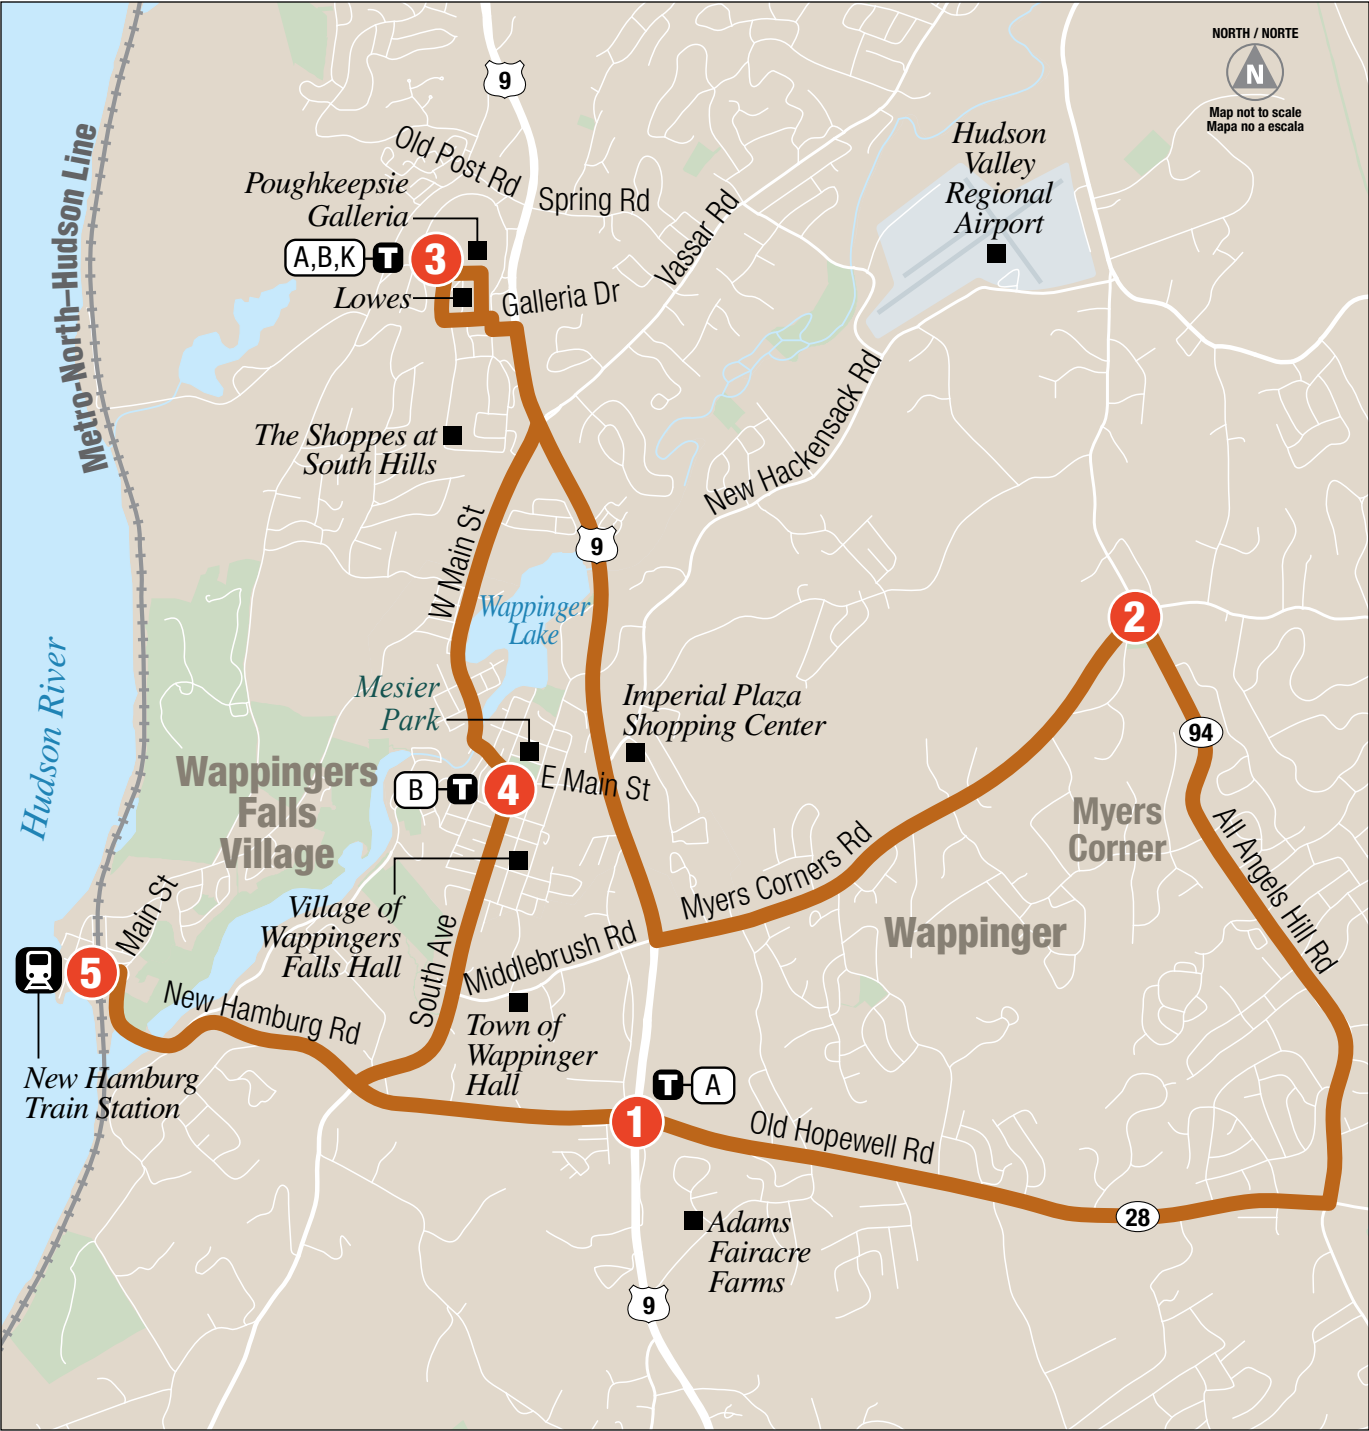 NORTH / NORTE
N
Map not to scale
Mapa no a escala
9
Old Post Rd
Spring Rd
Vassar Rd
Hudson
Valley
Regional
Airport
Metro-North–Hudson Line
Poughkeepsie
Galleria
A,B,K
T
3
Lowes
Galleria Dr
The Shoppes at
South Hills
New Hackensack Rd
W Main St
9
Wappinger
Lake
2
Hudson River
Mesier
Park
Imperial Plaza
Shopping Center
94
Wappingers
Falls
Village
B
T
4
E Main St
Myers
Corner
All Angels Hill Rd
Myers Corners Rd
Village of
Wappingers
Falls Hall
Wappinger
Main St
5
South Ave
Middlebrush Rd
New Hamburg Rd
Town of
Wappinger
Hall
New Hamburg
Train Station
T
A
1
Old Hopewell Rd
28
Adams
Fairacre
Farms
9